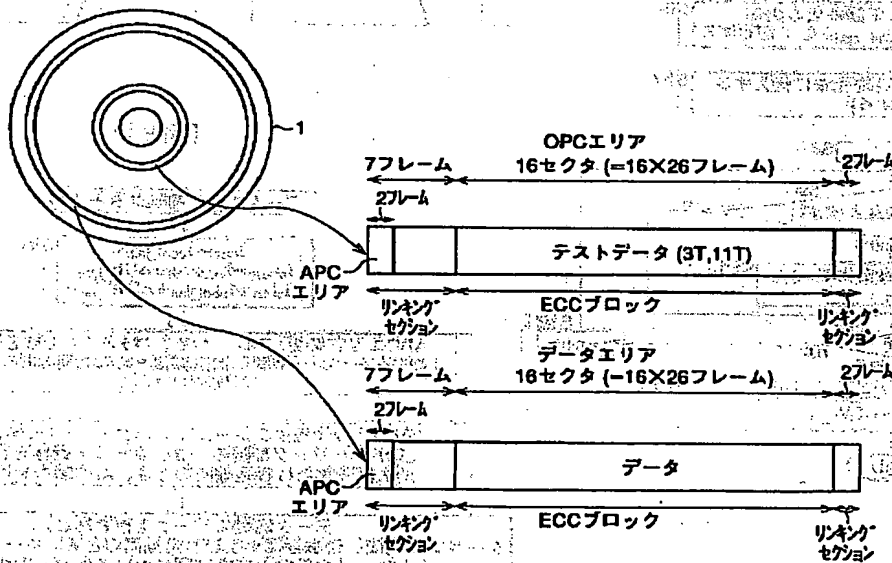 1
OPCエリア
7フレーム
16セクタ (=16×26フレーム)
2フレーム
2フレーム
テストデータ (3T,11T)
APC
エリア
リンキング
セクション
ECCブロック
リンキング
セクション
データエリア
7フレーム
16セクタ (=16×26フレーム)
2フレーム
2フレーム
データ
APC
エリア
リンキング
セクション
ECCブロック
リンキング
セクション